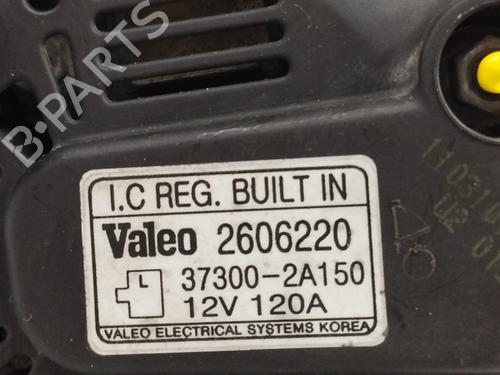 B-PARTS
I.C REG. BUILT IN
Valeo 2606220
37300-2A150
12V 120A
VALEO ELECTRICAL SYSTEMS KOREA